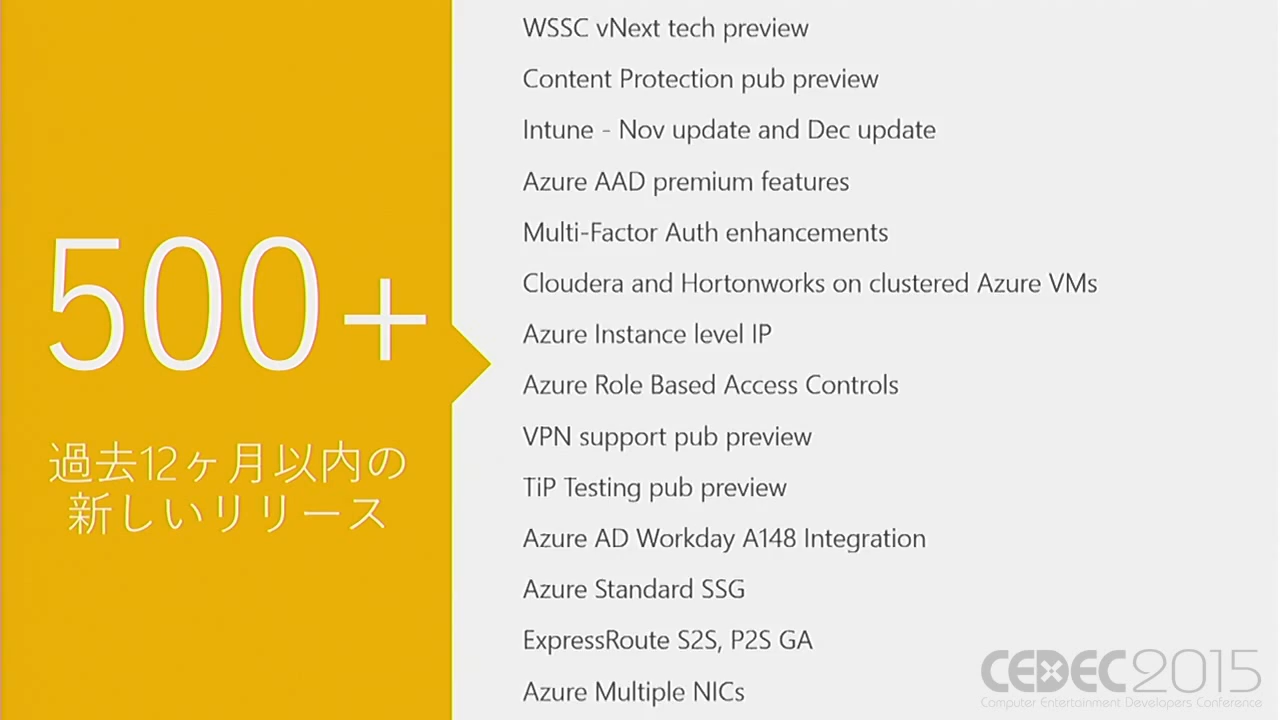 500+
過去12ヶ月以内の
新しいリリース
WSSC vNext tech preview
Content Protection pub preview
Intune - Nov update and Dec update
Azure AAD premium features
Multi-Factor Auth enhancements
Cloudera and Hortonworks on clustered Azure VMs
Azure Instance level IP
Azure Role Based Access Controls
VPN support pub preview
TiP Testing pub preview
Azure AD Workday A148 Integration
Azure Standard SSG
ExpressRoute S2S, P2S GA
Azure Multiple NICs
CEDEC2015
Computer Entertainment Developers Conference